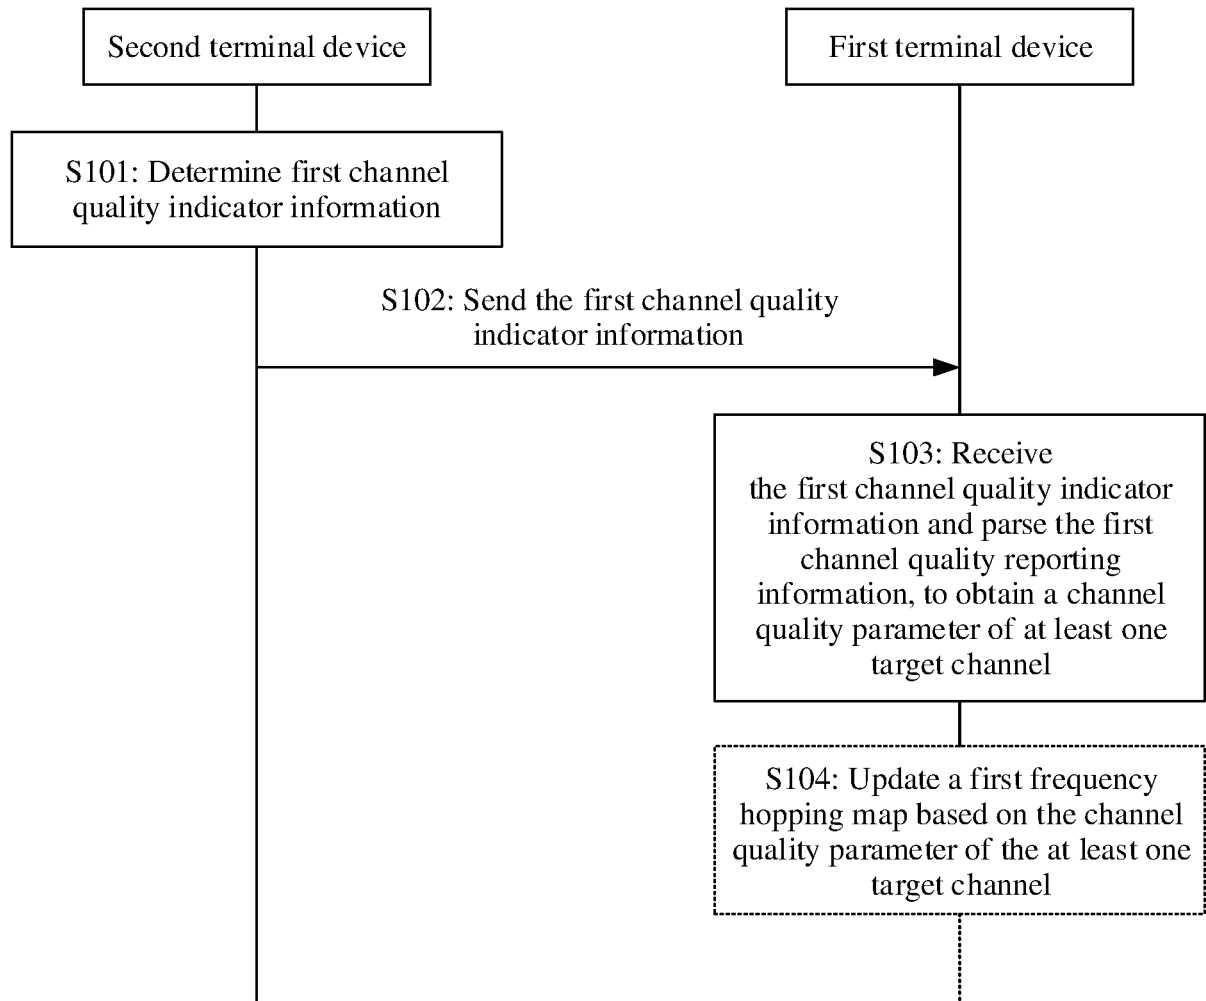 Second terminal device
First terminal device
S101: Determine first channel
quality indicator information
S102: Send the first channel quality
indicator information
S103: Receive
the first channel quality indicator
information and parse the first
channel quality reporting
information, to obtain a channel
quality parameter of at least one
target channel
S104: Update a first frequency
hopping map based on the channel
quality parameter of the at least one
target channel